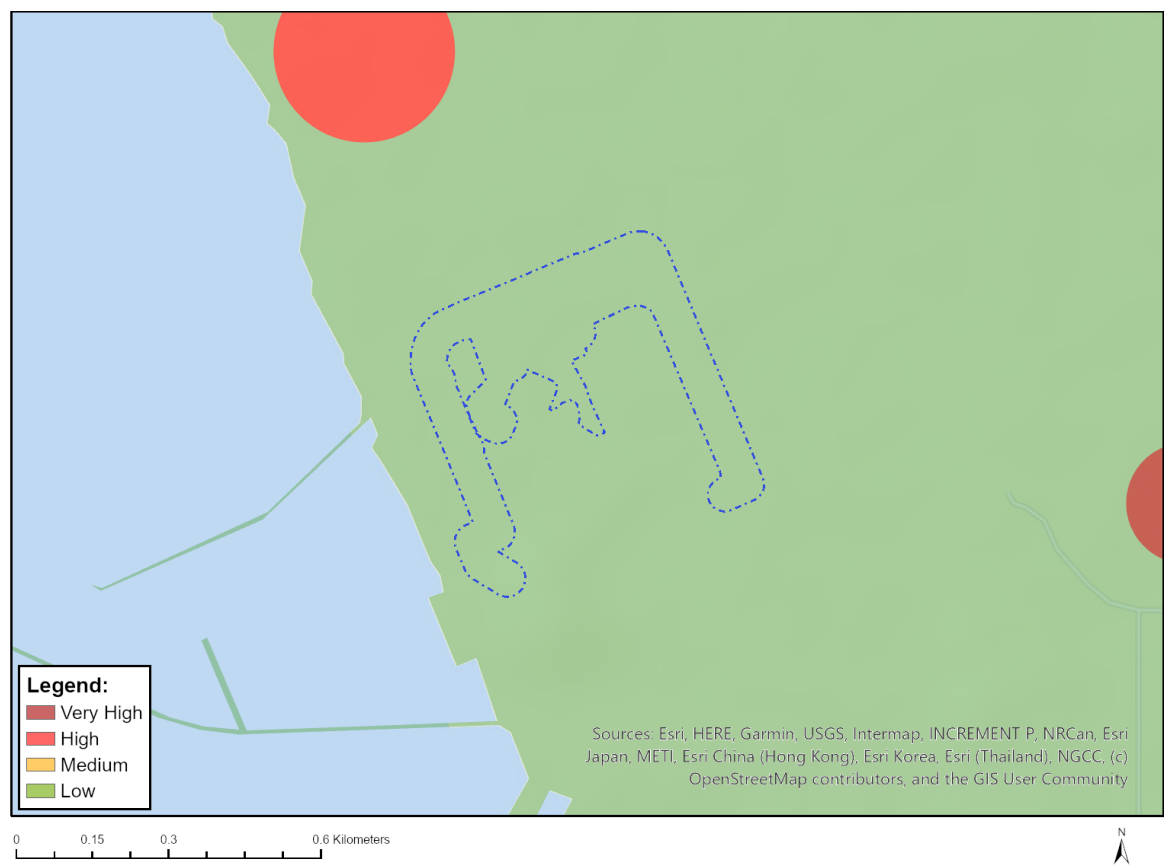 Legend:
Very High
High
Medium
Low
Sources: Esri, HERE, Garmin, USGS, Intermap, INCREMENT P, NRCan, Esri
Japan, METI, Esri China (Hong Kong), Esri Korea, Esri (Thailand), NGCC, (c)
OpenStreetMap contributors, and the GIS User Community
0 0.15 0.3 0.6 Kilometers
N